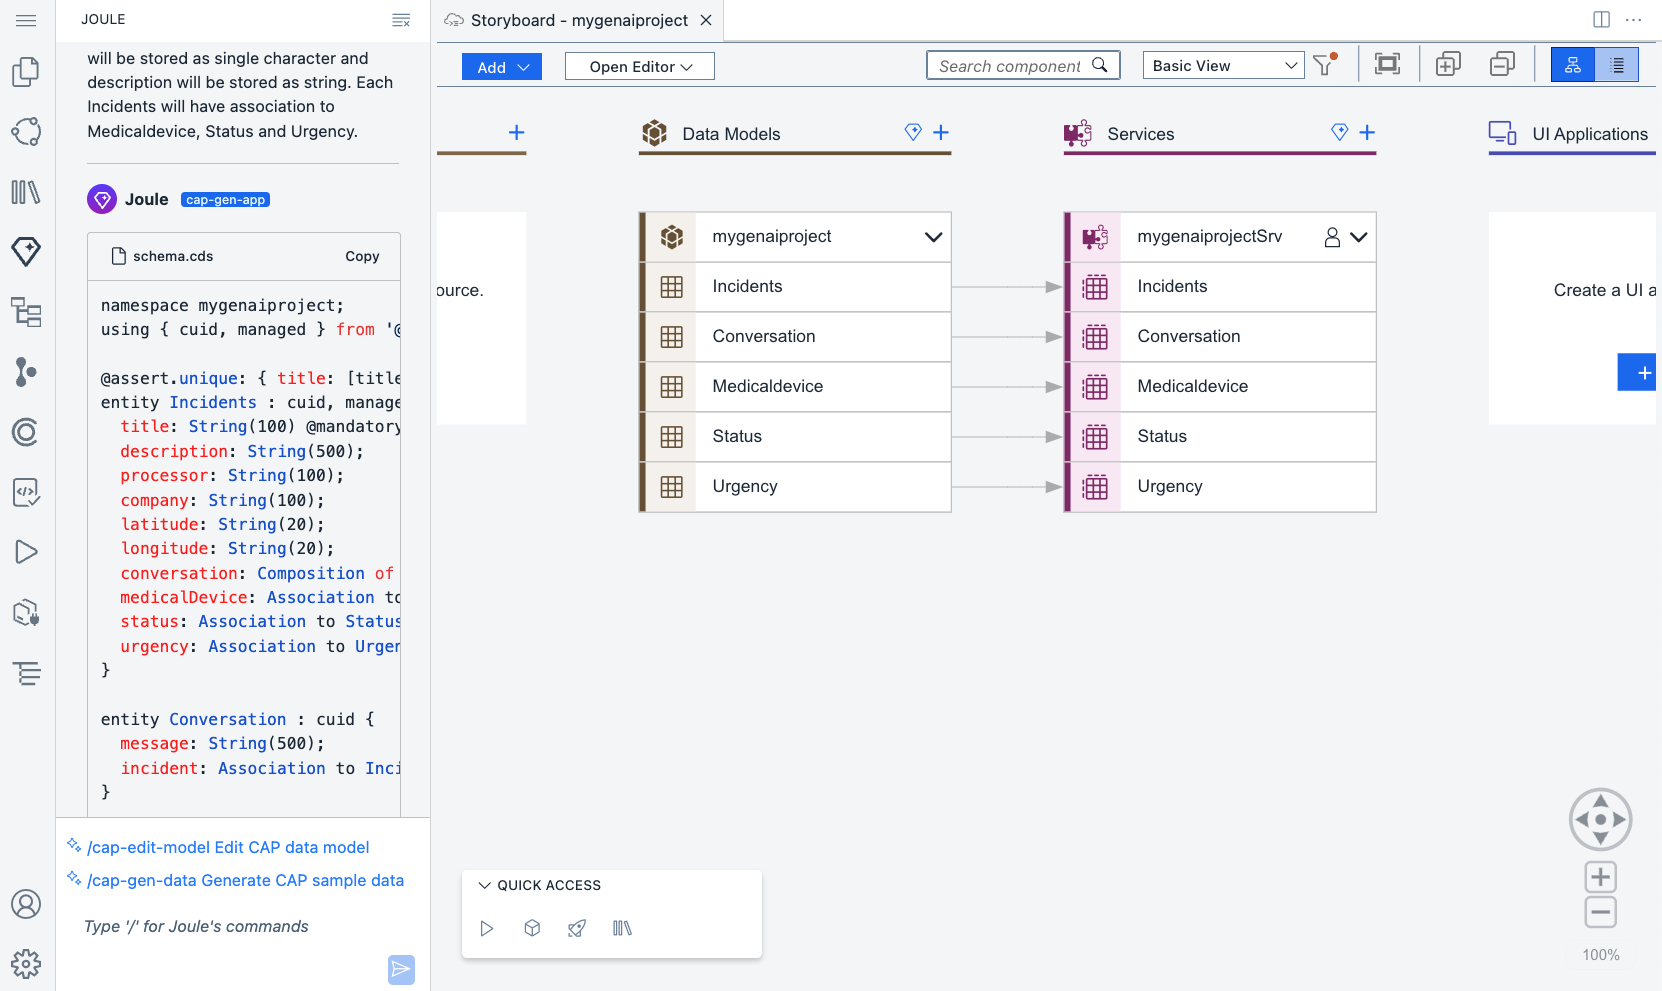 JOULE
will be stored as single character and
description will be stored as string. Each
Incidents will have association to
Medicaldevice, Status and Urgency.
Joule cap-gen-app
schema.cds Copy
namespace mygenaiproject;
using { cuid, managed } from '@
@assert.unique: { title: [title
entity Incidents : cuid, manage
title: String(100) @mandatory
description: String(500);
processor: String(100);
company: String(100);
latitude: String(20);
longitude: String(20);
conversation: Composition of
medicalDevice: Association to
status: Association to Status
urgency: Association to Urgen
}
entity Conversation : cuid {
message: String(500);
incident: Association to Inci
}
/cap-edit-model Edit CAP data model
/cap-gen-data Generate CAP sample data
Type '/' for Joule's commands
Storyboard - mygenaiproject
Add Open Editor Search component Basic View
Data Models Services UI Applications
ource.
mygenaiproject
Incidents
Conversation
Medicaldevice
Status
Urgency
mygenaiprojectSrv
Incidents
Conversation
Medicaldevice
Status
Urgency
Create a UI a
QUICK ACCESS
100%